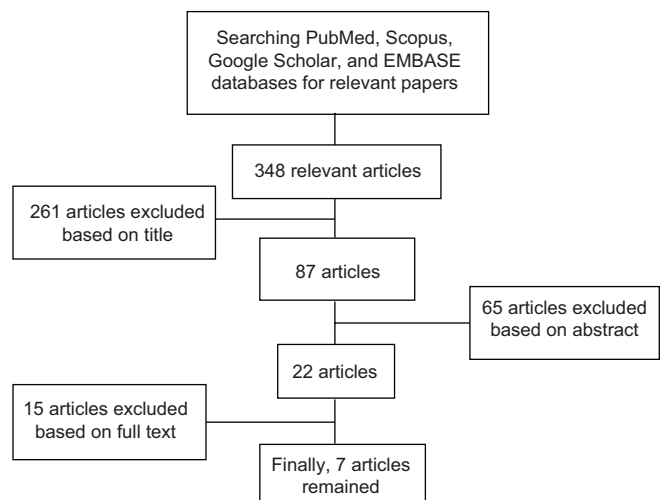 Searching PubMed, Scopus,
Google Scholar, and EMBASE
databases for relevant papers
348 relevant articles
261 articles excluded
based on title
87 articles
65 articles excluded
based on abstract
22 articles
15 articles excluded
based on full text
Finally, 7 articles
remained